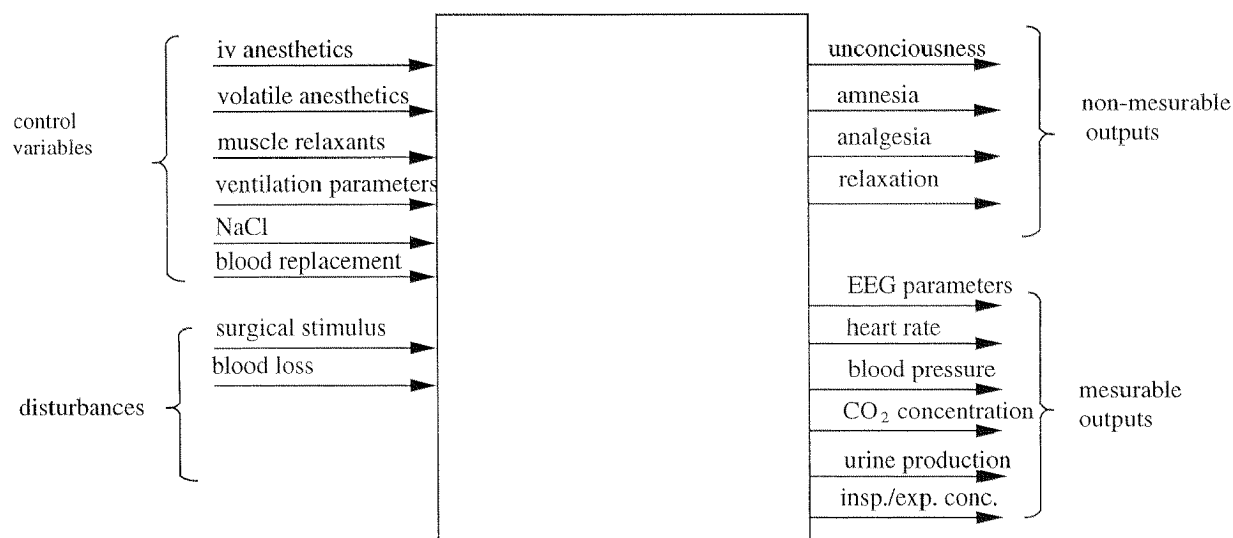 control
variables
iv anesthetics
volatile anesthetics
muscle relaxants
ventilation parameters
NaCl
blood replacement
disturbances
surgical stimulus
blood loss
unconciousness
amnesia
analgesia
relaxation
non-mesurable
outputs
EEG parameters
heart rate
blood pressure
CO₂ concentration
urine production
insp./exp. conc.
mesurable
outputs